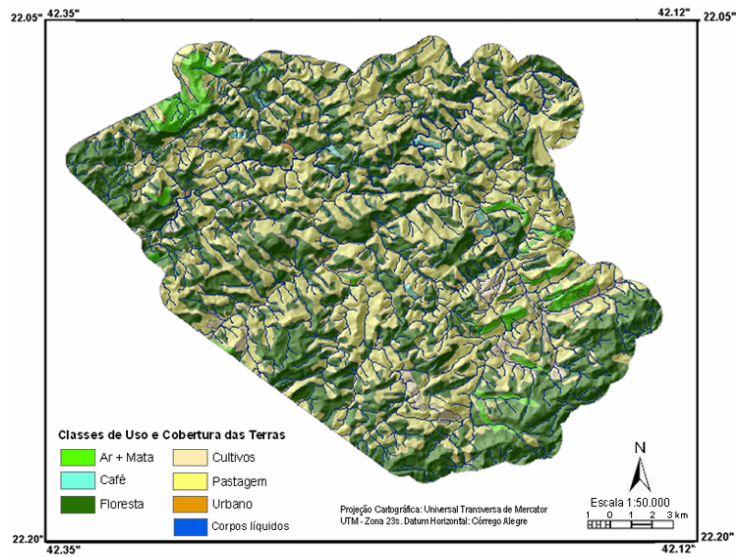 42.35° 42.12°
22.05° 22.05°
Classes de Uso e Cobertura das Terras
Ar + Mata Cultivos
Café Pastagem
Floresta Urbano
Corpos líquidos
Projeção Cartográfica: Universal Transversa de Mercator
UTM - Zona 23s. Datum Horizontal: Córrego Alegre
N
Escala 1:50.000
1 0 1 2 3 km
22.20° 22.20°
42.35° 42.12°